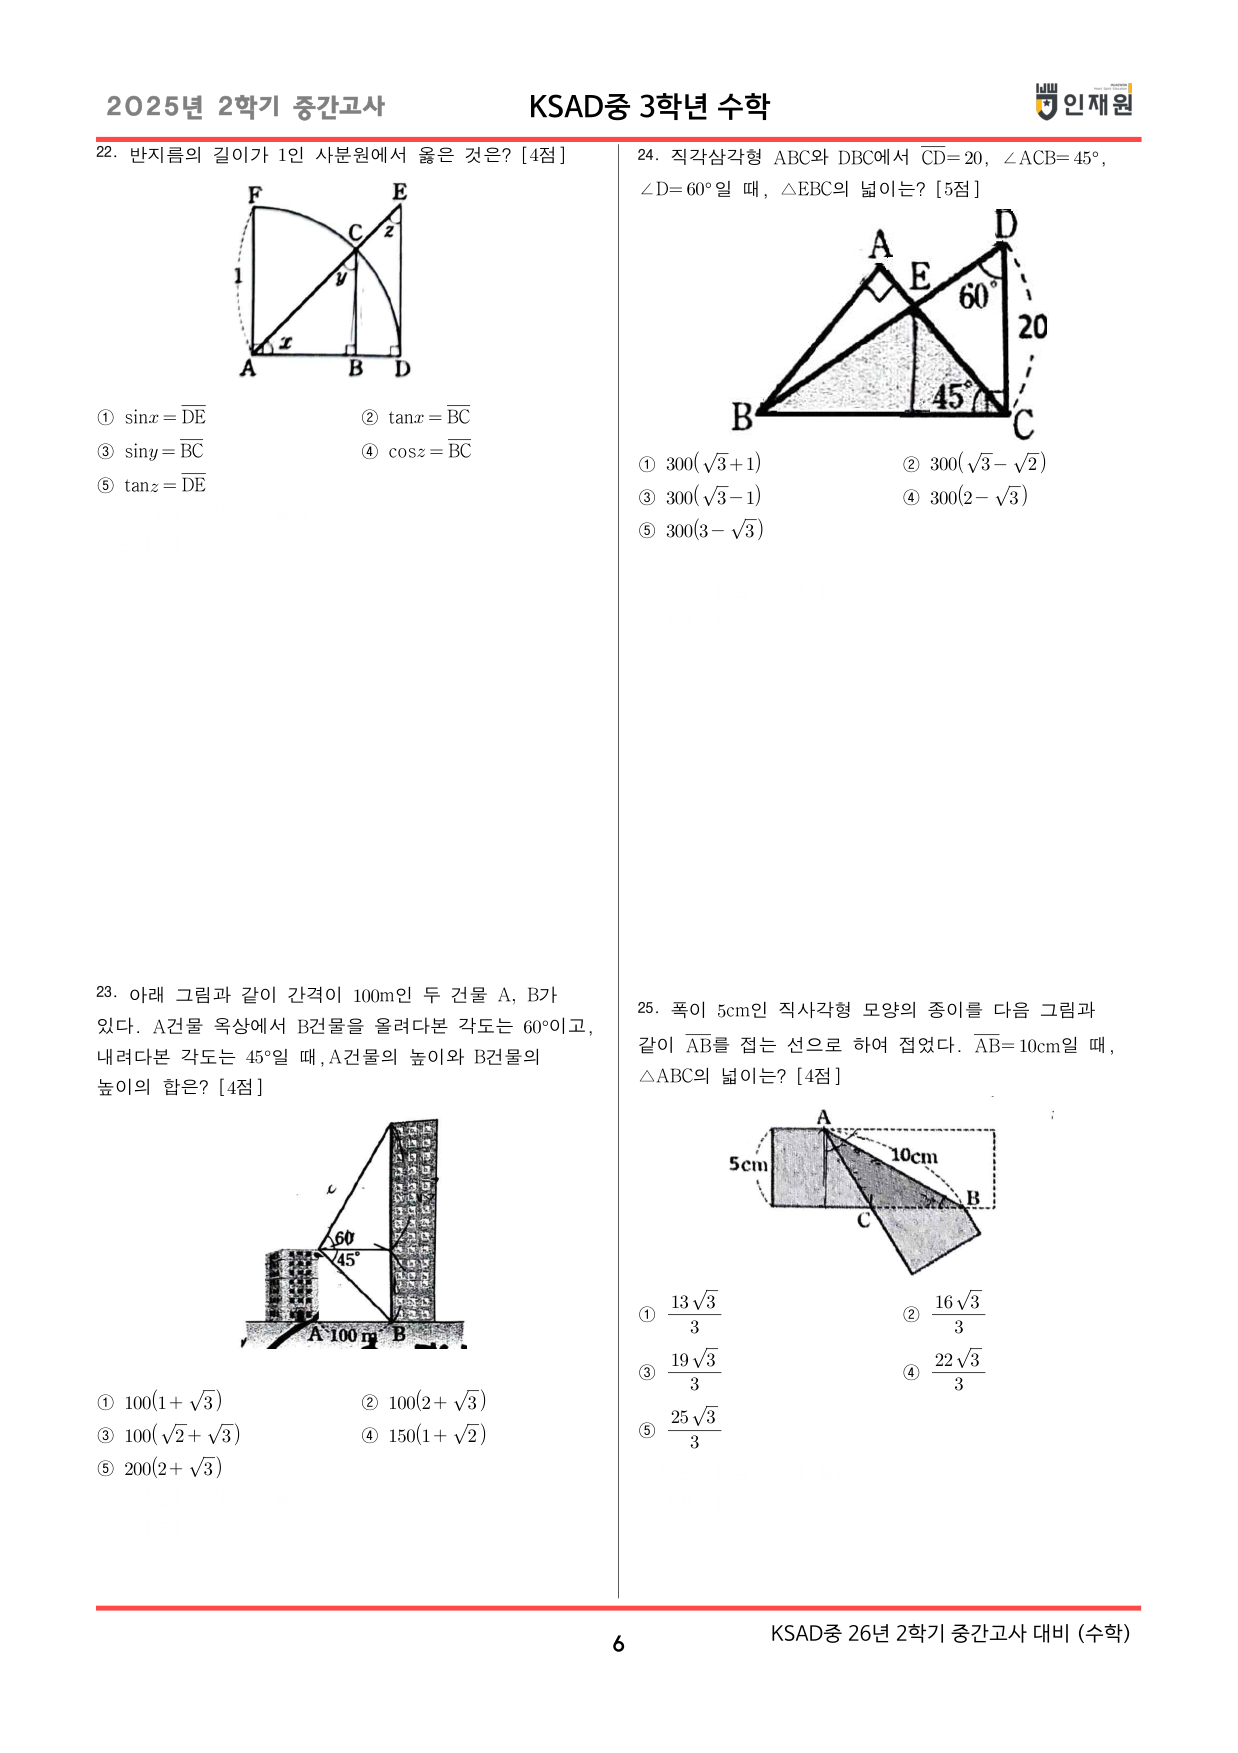 2025년 2학기 중간고사
KSAD중 3학년 수학
인재원
22. 반지름의 길이가 1인 사분원에서 옳은 것은? [4점]
F
E
C
z
1
y
x
A
B
D
① sinx = DE
② tanx = BC
③ siny = BC
④ cosz = BC
⑤ tanz = DE
23. 아래 그림과 같이 간격이 100m인 두 건물 A, B가
있다. A건물 옥상에서 B건물을 올려다본 각도는 60°이고,
내려다본 각도는 45°일 때, A건물의 높이와 B건물의
높이의 합은? [4점]
60°
45°
A 100 m B
① 100(1+√3)
② 100(2+√3)
③ 100(√2+√3)
④ 150(1+√2)
⑤ 200(2+√3)
24. 직각삼각형 ABC와 DBC에서 CD=20, ∠ACB=45°,
∠D=60°일 때, △EBC의 넓이는? [5점]
D
A
E
60°
20
45°
B
C
① 300(√3+1)
② 300(√3-√2)
③ 300(√3-1)
④ 300(2-√3)
⑤ 300(3-√3)
25. 폭이 5cm인 직사각형 모양의 종이를 다음 그림과
같이 AB를 접는 선으로 하여 접었다. AB=10cm일 때,
△ABC의 넓이는? [4점]
A
5cm
10cm
B
C
① 13√3/3
② 16√3/3
③ 19√3/3
④ 22√3/3
⑤ 25√3/3
6
KSAD중 26년 2학기 중간고사 대비 (수학)